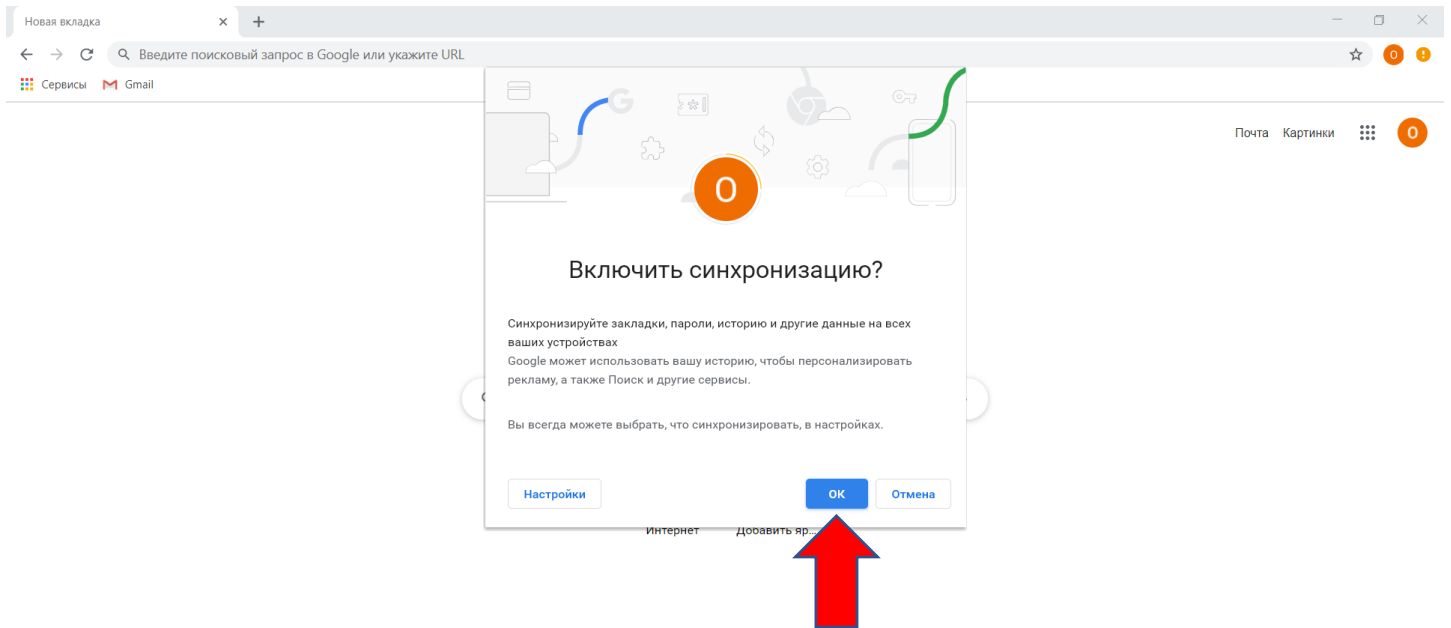 Новая вкладка
Введите поисковый запрос в Google или укажите URL
O
Сервисы Gmail
Почта Картинки
O
G
O
Включить синхронизацию?
Синхронизируйте закладки, пароли, историю и другие данные на всех
ваших устройствах
Google может использовать вашу историю, чтобы персонализировать
рекламу, а также Поиск и другие сервисы.
Вы всегда можете выбрать, что синхронизировать, в настройках.
Настройки ОК Отмена
Интернет Добавить яр...